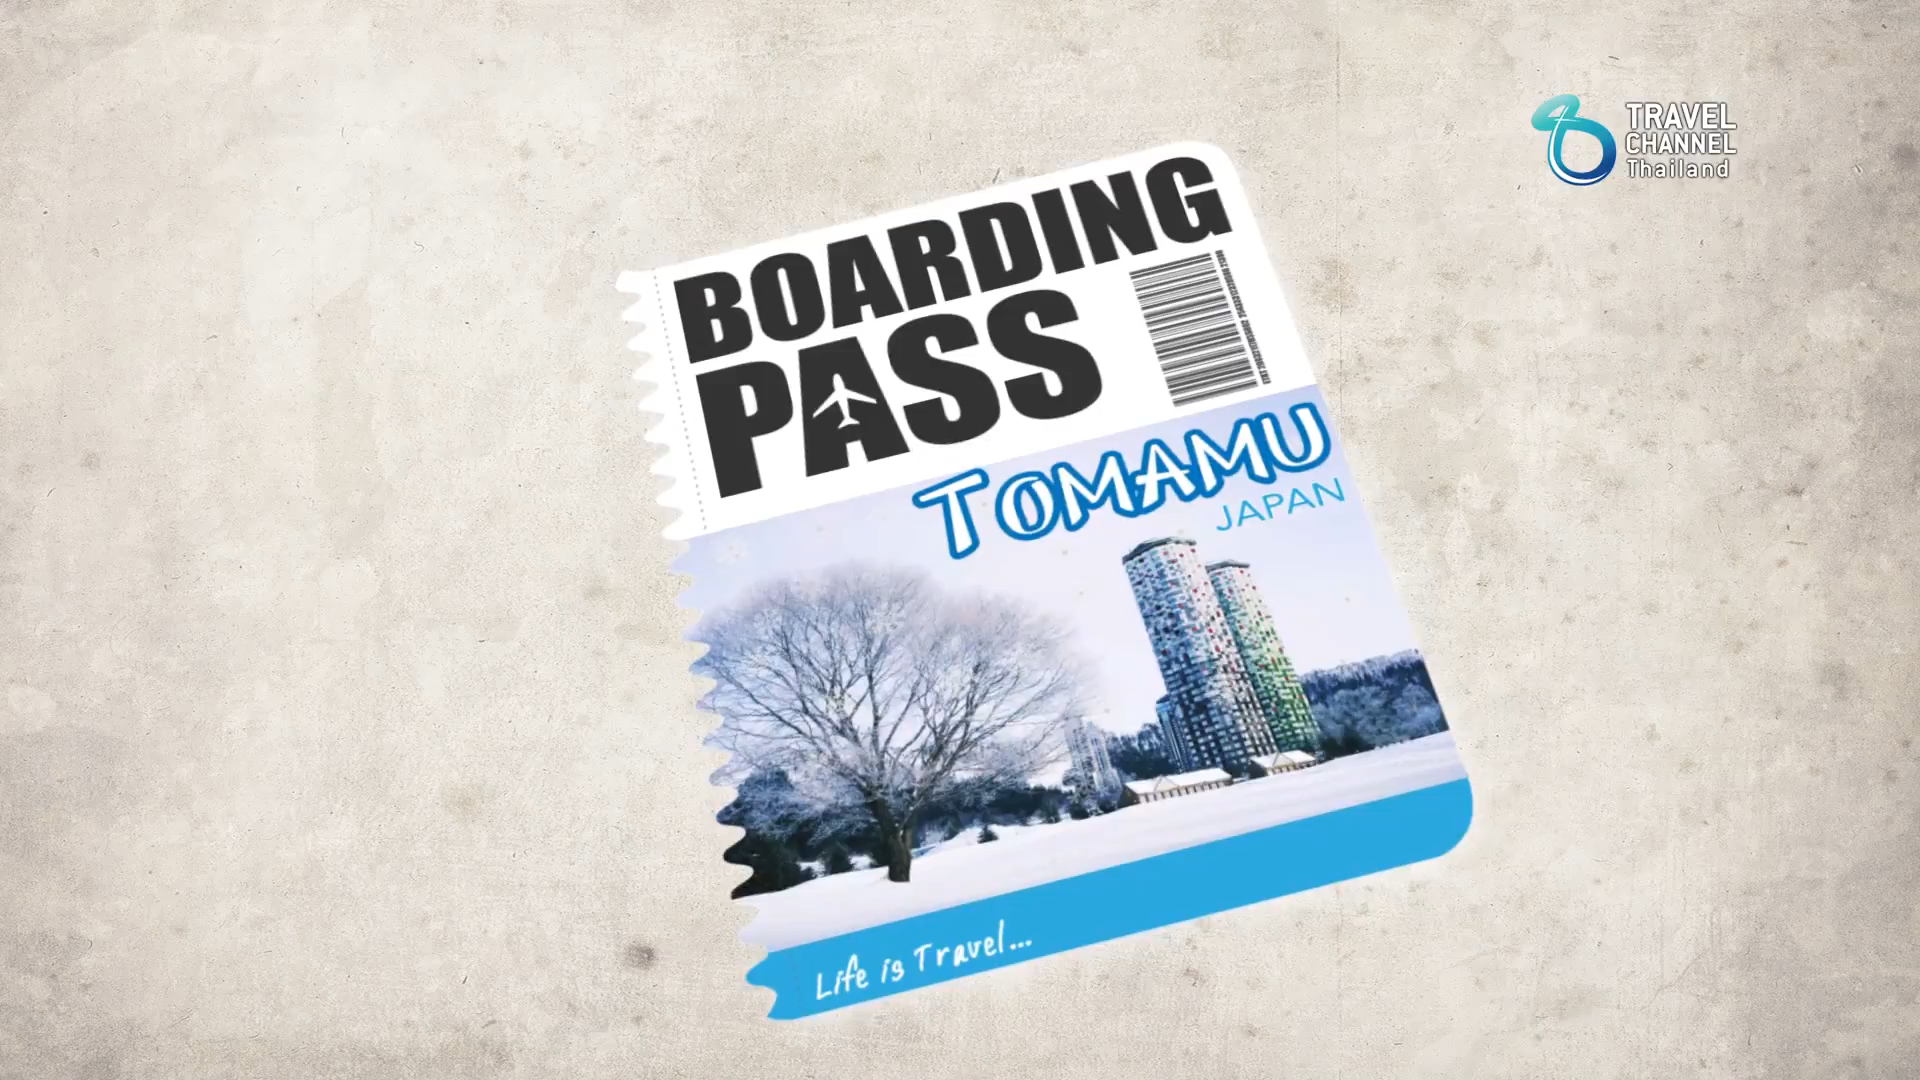 TRAVEL
CHANNEL
Thailand
BOARDING
PASS
TOMAMU
JAPAN
Life is Travel...